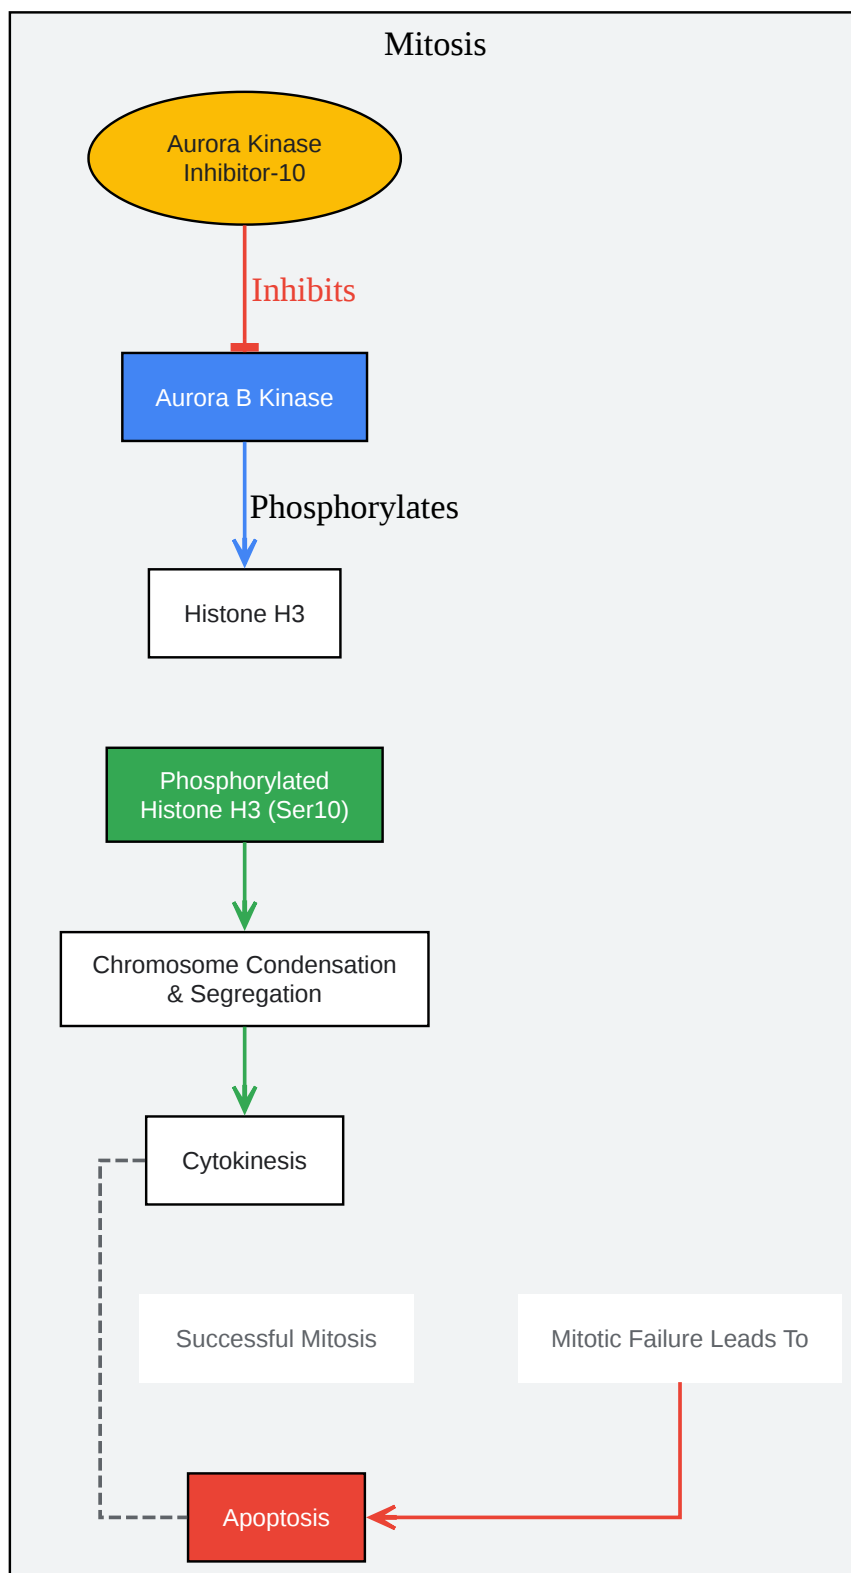 Mitosis
Aurora Kinase
Inhibitor-10
Inhibits
Aurora B Kinase
Phosphorylates
Histone H3
Phosphorylated
Histone H3 (Ser10)
Chromosome Condensation
& Segregation
Cytokinesis
Successful Mitosis
Mitotic Failure Leads To
Apoptosis